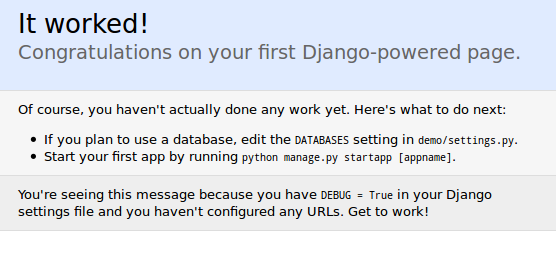 It worked!
Congratulations on your first Django-powered page.
Of course, you haven't actually done any work yet. Here's what to do next:
• If you plan to use a database, edit the DATABASES setting in demo/settings.py.
• Start your first app by running python manage.py startapp [appname].
You're seeing this message because you have DEBUG = True in your Django
settings file and you haven't configured any URLs. Get to work!